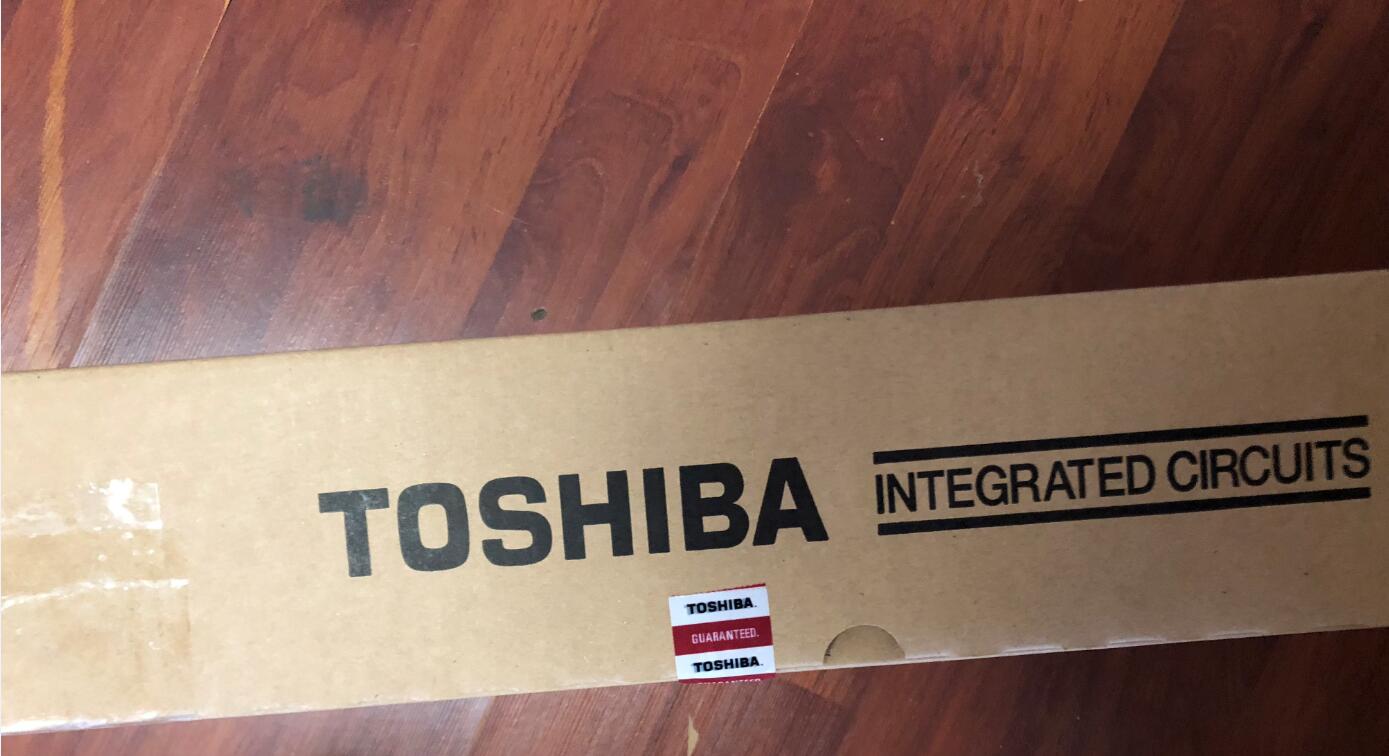 TOSHIBA
INTEGRATED CIRCUITS
TOSHIBA.
GUARANTEED.
TOSHIBA.